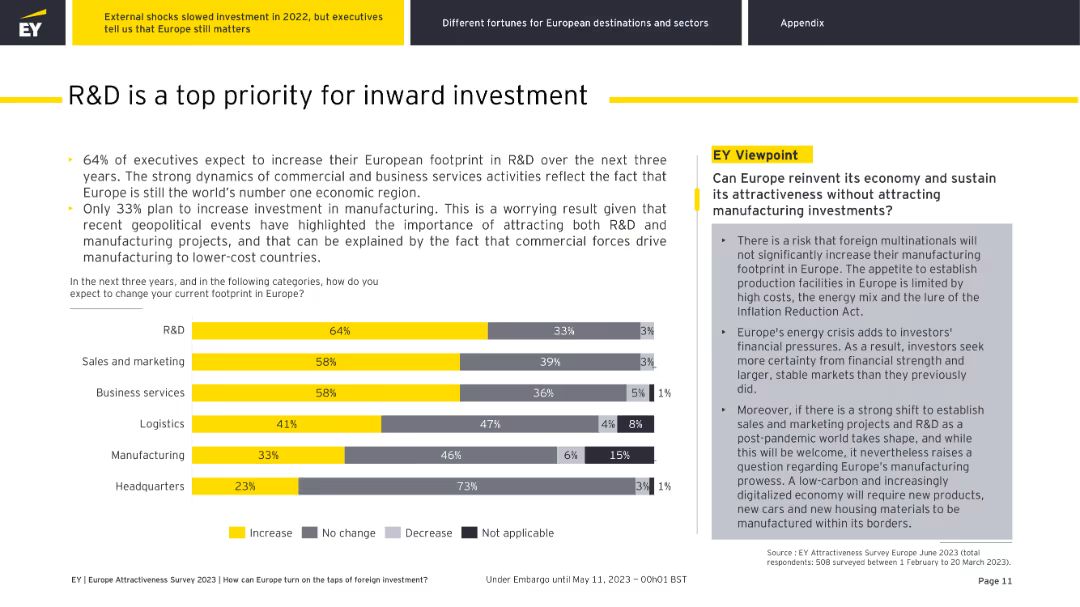 EY
External shocks slowed investment in 2022, but executives
tell us that Europe still matters
Different fortunes for European destinations and sectors
Appendix
R&D is a top priority for inward investment
‣ 64% of executives expect to increase their European footprint in R&D over the next three
years. The strong dynamics of commercial and business services activities reflect the fact that
Europe is still the world's number one economic region.
‣ Only 33% plan to increase investment in manufacturing. This is a worrying result given that
recent geopolitical events have highlighted the importance of attracting both R&D and
manufacturing projects, and that can be explained by the fact that commercial forces drive
manufacturing to lower-cost countries.
In the next three years, and in the following categories, how do you
expect to change your current footprint in Europe?
R&D 64% 33% 3%
Sales and marketing 58% 39% 3%
Business services 58% 36% 5% 1%
Logistics 41% 47% 4% 8%
Manufacturing 33% 46% 6% 15%
Headquarters 23% 73% 3% 1%
Increase No change Decrease Not applicable
EY Viewpoint
Can Europe reinvent its economy and sustain
its attractiveness without attracting
manufacturing investments?
‣ There is a risk that foreign multinationals will
not significantly increase their manufacturing
footprint in Europe. The appetite to establish
production facilities in Europe is limited by
high costs, the energy mix and the lure of the
Inflation Reduction Act.
‣ Europe's energy crisis adds to investors'
financial pressures. As a result, investors seek
more certainty from financial strength and
larger, stable markets than they previously
did.
‣ Moreover, if there is a strong shift to establish
sales and marketing projects and R&D as a
post-pandemic world takes shape, and while
this will be welcome, it nevertheless raises a
question regarding Europe's manufacturing
prowess. A low-carbon and increasingly
digitalized economy will require new products,
new cars and new housing materials to be
manufactured within its borders.
Source : EY Attractiveness Survey Europe June 2023 (total
respondents: 508 surveyed between 1 February to 20 March 2023).
EY | Europe Attractiveness Survey 2023 | How can Europe turn on the taps of foreign investment?
Under Embargo until May 11, 2023 – 00h01 BST
Page 11